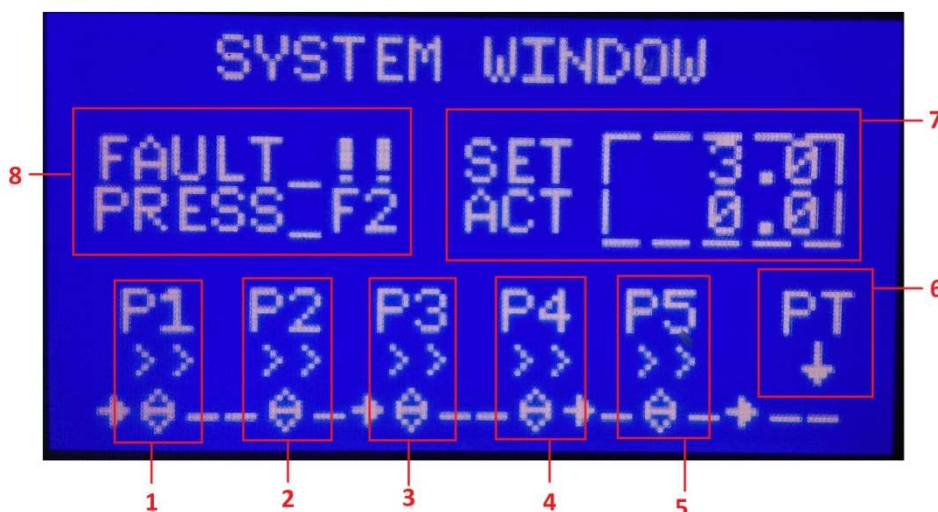 SYSTEM WINDOW
FAULT_!! SET 3.0
PRESS_F2 ACT 0.0
P1 P2 P3 P4 P5 PT
>> >> >> >> >>
8
7
6
1 2 3 4 5